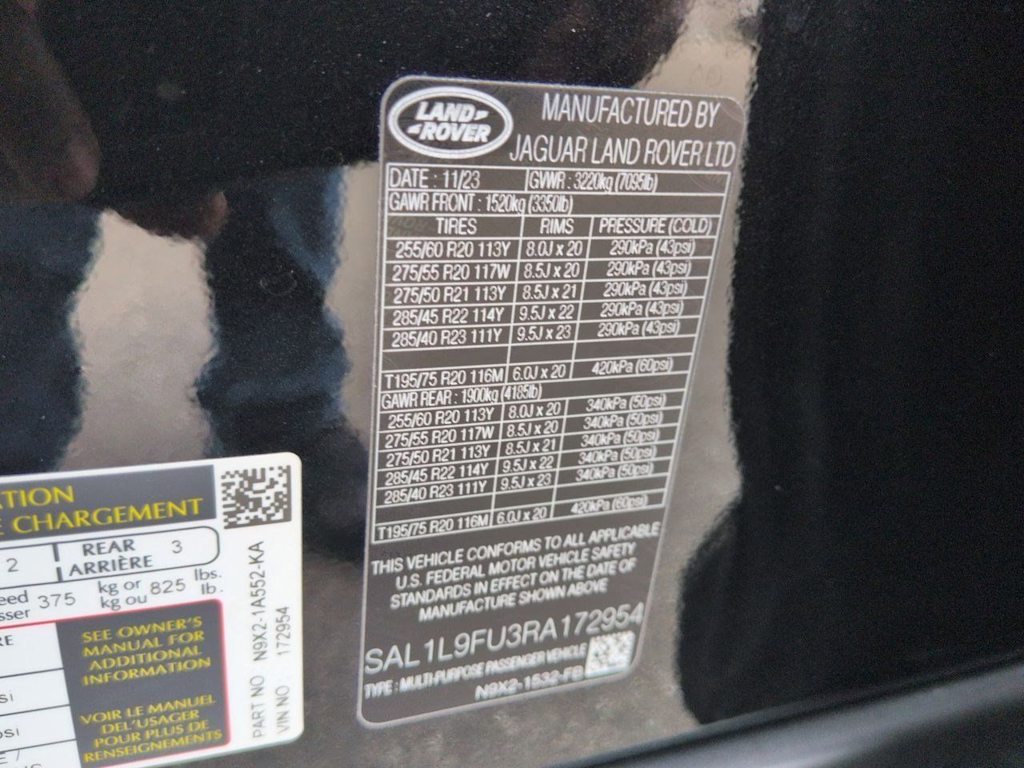 LAND
ROVER
MANUFACTURED BY
JAGUAR LAND ROVER LTD
DATE : 11/23 GVWR : 3220kg (7095lb)
GAWR FRONT : 1520kg (3350lb)
TIRES RIMS PRESSURE (COLD)
255/60 R20 113Y 8.0J x 20 290kPa (43psi)
275/55 R20 117W 8.5J x 20 290kPa (43psi)
275/50 R21 113Y 8.5J x 21 290kPa (43psi)
285/45 R22 114Y 9.5J x 22 290kPa (43psi)
285/40 R23 111Y 9.5J x 23 290kPa (43psi)
T195/75 R20 116M 6.0J x 20 420kPa (60psi)
GAWR REAR : 1900kg (4185lb)
255/60 R20 113Y 8.0J x 20 340kPa (50psi)
275/55 R20 117W 8.5J x 20 340kPa (50psi)
275/50 R21 113Y 8.5J x 21 340kPa (50psi)
285/45 R22 114Y 9.5J x 22 340kPa (50psi)
285/40 R23 111Y 9.5J x 23 340kPa (50psi)
T195/75 R20 116M 6.0J x 20 420kPa (60psi)
THIS VEHICLE CONFORMS TO ALL APPLICABLE
U.S. FEDERAL MOTOR VEHICLE SAFETY
STANDARDS IN EFFECT ON THE DATE OF
MANUFACTURE SHOWN ABOVE
SAL1L9FU3RA172954
TYPE : MULTI-PURPOSE PASSENGER VEHICLE
N9X2-1532-FB
CHARGEMENT
2 REAR 3
ARRIÈRE
375 kg or 825 lbs.
kg ou lb.
SEE OWNER'S
MANUAL FOR
ADDITIONAL
INFORMATION
VOIR LE MANUEL
DE L'USAGER
POUR PLUS DE
RENSEIGNEMENTS
PART NO N9X2-1A552-KA
VIN NO : 172954